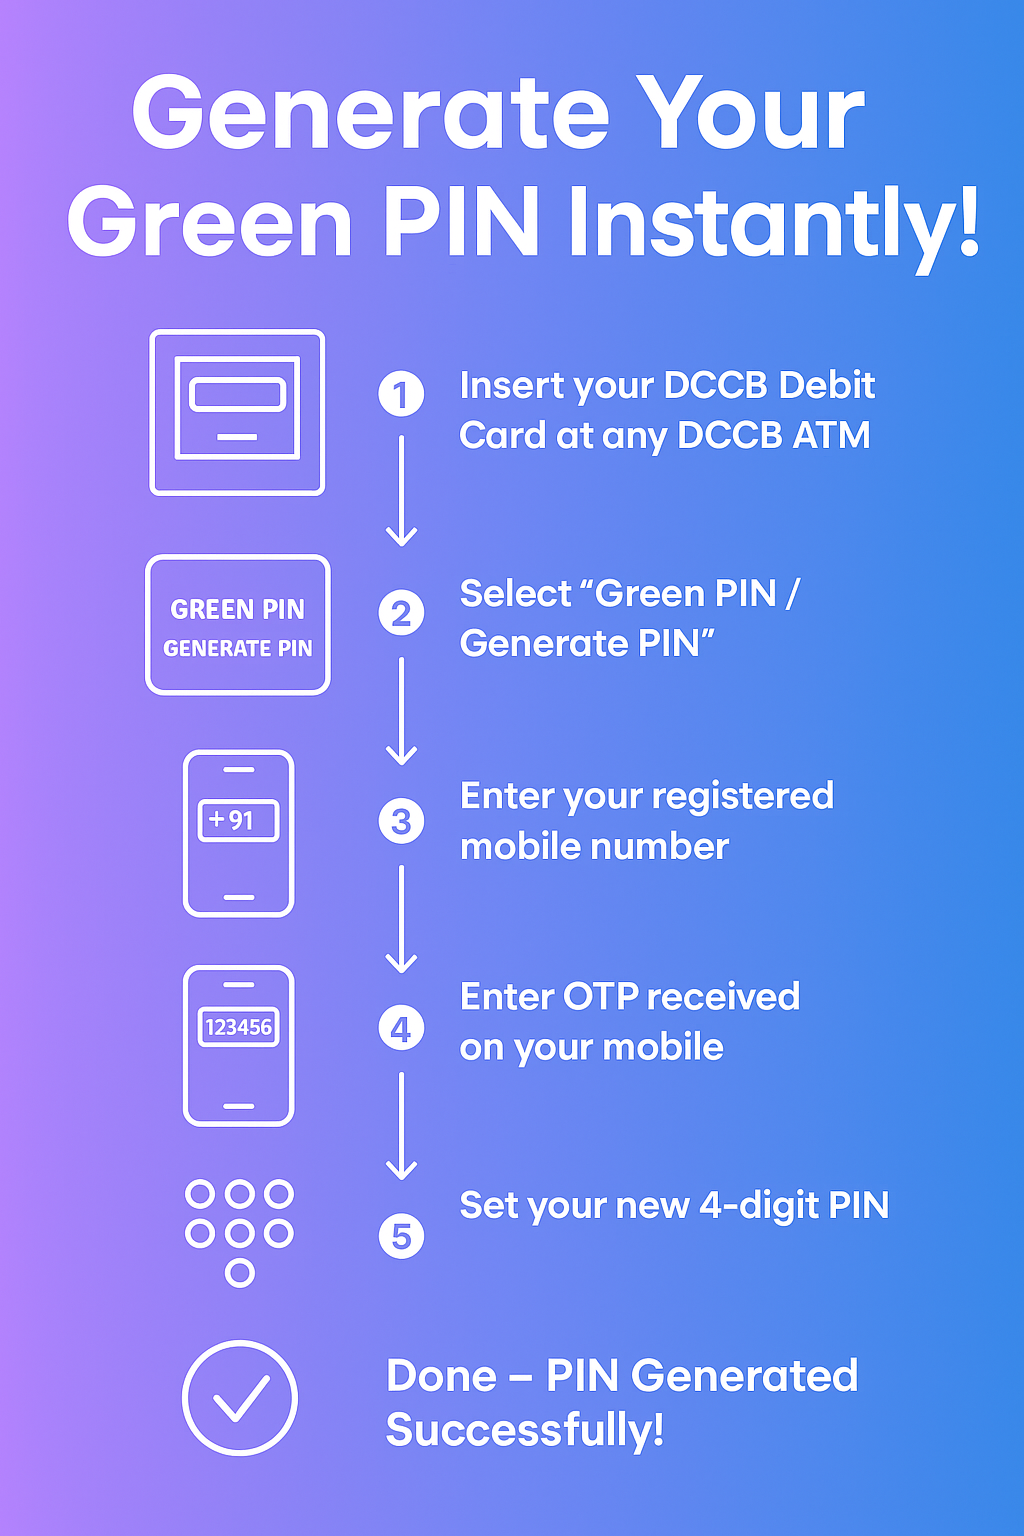 Generate Your
Green PIN Instantly!
1
Insert your DCCB Debit
Card at any DCCB ATM
GREEN PIN
GENERATE PIN
2
Select “Green PIN /
Generate PIN”
+91
3
Enter your registered
mobile number
123456
4
Enter OTP received
on your mobile
5
Set your new 4-digit PIN
Done – PIN Generated
Successfully!